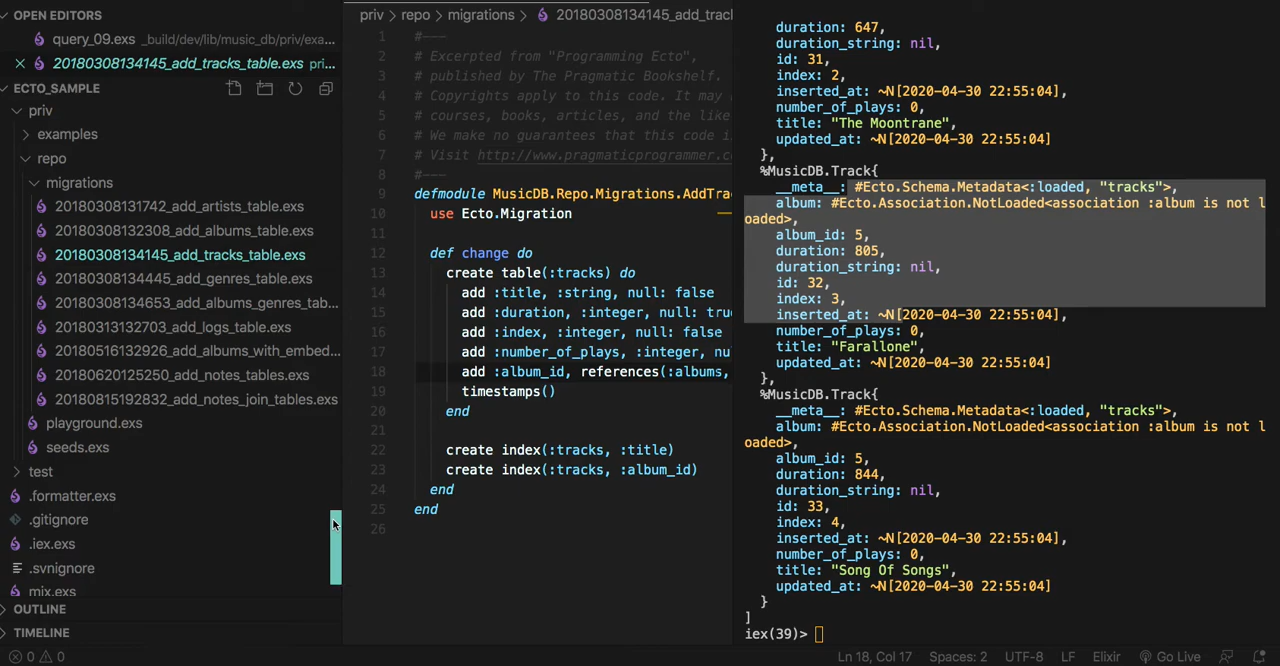 OPEN EDITORS
query_09.exs _build/dev/lib/music_db/priv/exa...
20180308134145_add_tracks_table.exs pri...
ECTO_SAMPLE
priv
examples
repo
migrations
20180308131742_add_artists_table.exs
20180308132308_add_albums_table.exs
20180308134145_add_tracks_table.exs
20180308134445_add_genres_table.exs
20180308134653_add_albums_genres_tab...
20180313132703_add_logs_table.exs
20180516132926_add_albums_with_embed...
20180620125250_add_notes_tables.exs
20180815192832_add_notes_join_tables.exs
playground.exs
seeds.exs
test
.formatter.exs
.gitignore
.iex.exs
.svnignore
mix.exs
OUTLINE
TIMELINE
0 0
priv > repo > migrations > 20180308134145_add_tracl
1 #---
2 # Excerpted from "Programming Ecto",
3 # published by The Pragmatic Bookshelf.
4 # Copyrights apply to this code. It may
5 # courses, books, articles, and the like
6 # We make no guarantees that this code i
7 # Visit http://www.pragmaticprogrammer.c
8 #---
9 defmodule MusicDB.Repo.Migrations.AddTra
10 use Ecto.Migration
11
12 def change do
13 create table(:tracks) do
14 add :title, :string, null: false
15 add :duration, :integer, null: tru
16 add :index, :integer, null: false
17 add :number_of_plays, :integer, nu
18 add :album_id, references(:albums,
19 timestamps()
20 end
21
22 create index(:tracks, :title)
23 create index(:tracks, :album_id)
24 end
25 end
26
duration: 647,
duration_string: nil,
id: 31,
index: 2,
inserted_at: ~N[2020-04-30 22:55:04],
number_of_plays: 0,
title: "The Moontrane",
updated_at: ~N[2020-04-30 22:55:04]
},
%MusicDB.Track{
__meta__: #Ecto.Schema.Metadata<:loaded, "tracks">,
album: #Ecto.Association.NotLoaded<association :album is not l
oaded>,
album_id: 5,
duration: 805,
duration_string: nil,
id: 32,
index: 3,
inserted_at: ~N[2020-04-30 22:55:04],
number_of_plays: 0,
title: "Farallone",
updated_at: ~N[2020-04-30 22:55:04]
},
%MusicDB.Track{
__meta__: #Ecto.Schema.Metadata<:loaded, "tracks">,
album: #Ecto.Association.NotLoaded<association :album is not l
oaded>,
album_id: 5,
duration: 844,
duration_string: nil,
id: 33,
index: 4,
inserted_at: ~N[2020-04-30 22:55:04],
number_of_plays: 0,
title: "Song Of Songs",
updated_at: ~N[2020-04-30 22:55:04]
}
]
iex(39)>
Ln 18, Col 17 Spaces: 2 UTF-8 LF Elixir Go Live